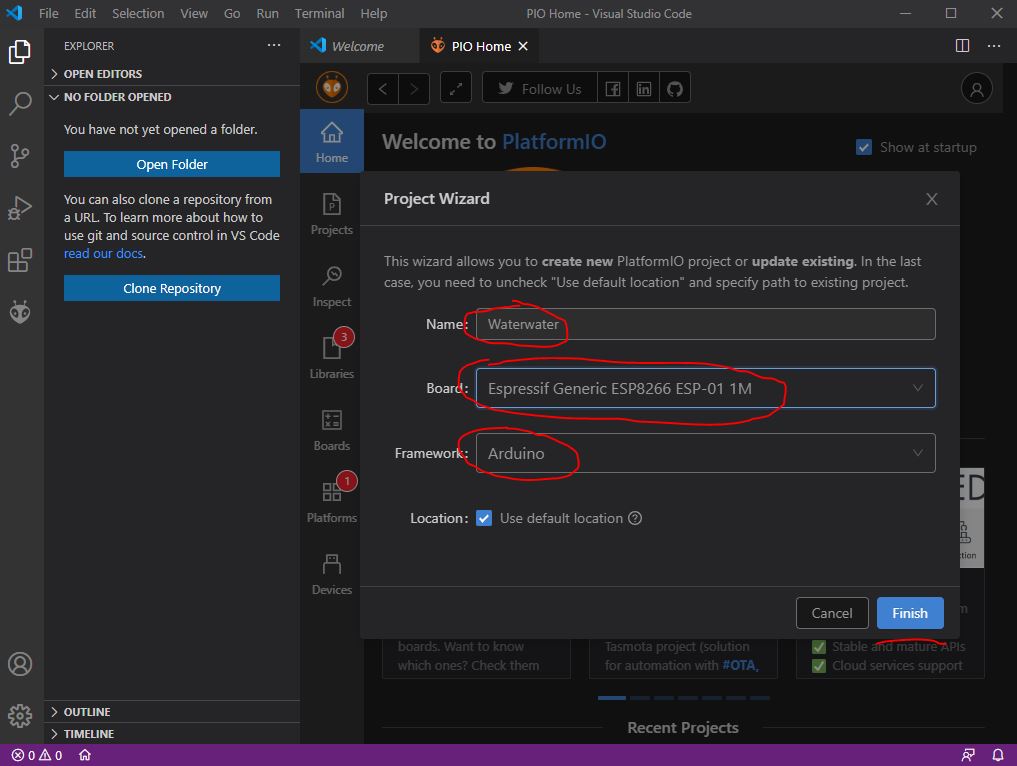 File Edit Selection View Go Run Terminal Help PIO Home - Visual Studio Code
EXPLORER
OPEN EDITORS
NO FOLDER OPENED
You have not yet opened a folder.
Open Folder
You can also clone a repository from
a URL. To learn more about how to
use git and source control in VS Code
read our docs.
Clone Repository
OUTLINE
TIMELINE
0 0
Welcome PIO Home
Follow Us
Home
Projects
Inspect
3
Libraries
Boards
1
Platforms
Devices
Welcome to PlatformIO
Show at startup
Project Wizard
This wizard allows you to create new PlatformIO project or update existing. In the last
case, you need to uncheck "Use default location" and specify path to existing project.
Name: Waterwater
Board: Espressif Generic ESP8266 ESP-01 1M
Framework: Arduino
Location: Use default location
Cancel Finish
boards. Want to know
which ones? Check them
Tasmota project (solution
for automation with #OTA,
Stable and mature APIs
Cloud services support
Recent Projects